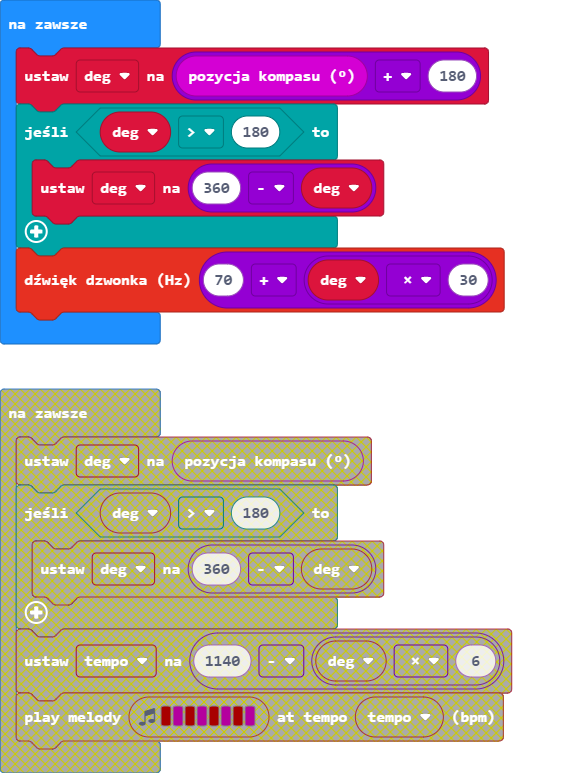 na zawsze
ustaw deg na pozycja kompasu (º) + 180
jeśli deg > 180 to
ustaw deg na 360 - deg
dźwięk dzwonka (Hz) 70 + deg × 30
na zawsze
ustaw deg na pozycja kompasu (º)
jeśli deg > 180 to
ustaw deg na 360 - deg
ustaw tempo na 1140 - deg × 6
play melody at tempo tempo (bpm)